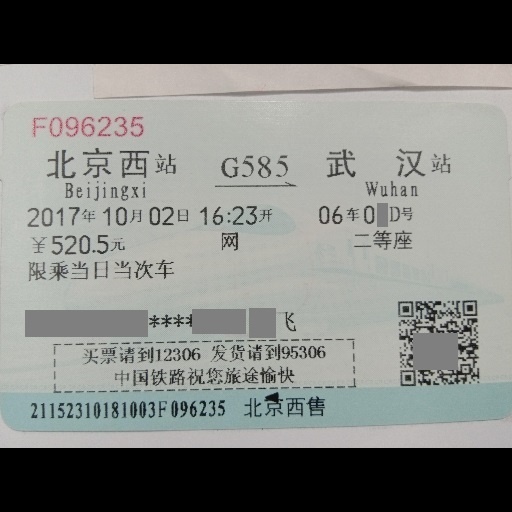 F096235
北京西站 G585 武汉站
Beijingxi Wuhan
2017年10月02日 16:23开 06车0 D号
￥520.5元 网 二等座
限乘当日当次车
**** 飞
买票请到12306 发货请到95306
中国铁路祝您旅途愉快
21152310181003F096235 北京西售